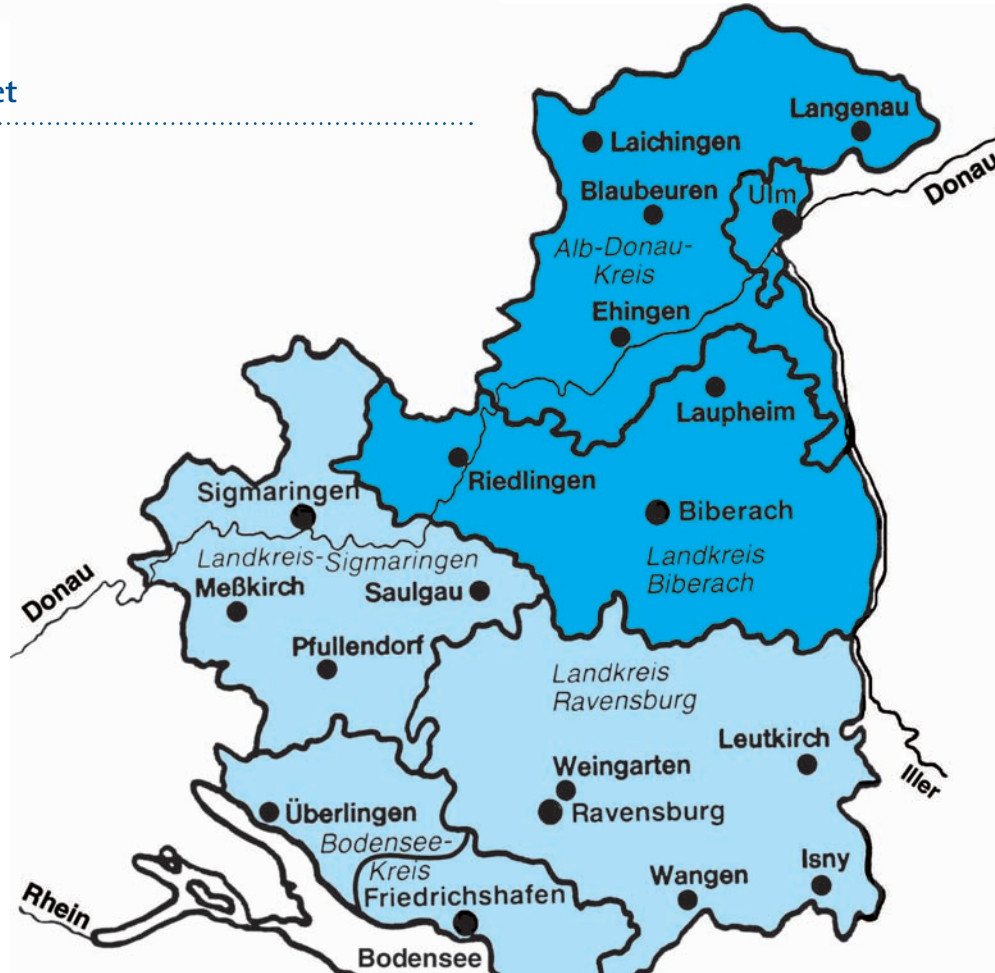 et
Langenau
Laichingen
Donau
Blaubeuren
Ulm
Alb-Donau-
Kreis
Ehingen
Laupheim
Riedlingen
Sigmaringen
Biberach
Landkreis-Sigmaringen
Landkreis
Biberach
Donau
Meßkirch
Saulgau
Pfullendorf
Landkreis
Ravensburg
Leutkirch
Weingarten
Iller
Überlingen
Ravensburg
Bodensee-
Kreis
Isny
Wangen
Friedrichshafen
Rhein
Bodensee